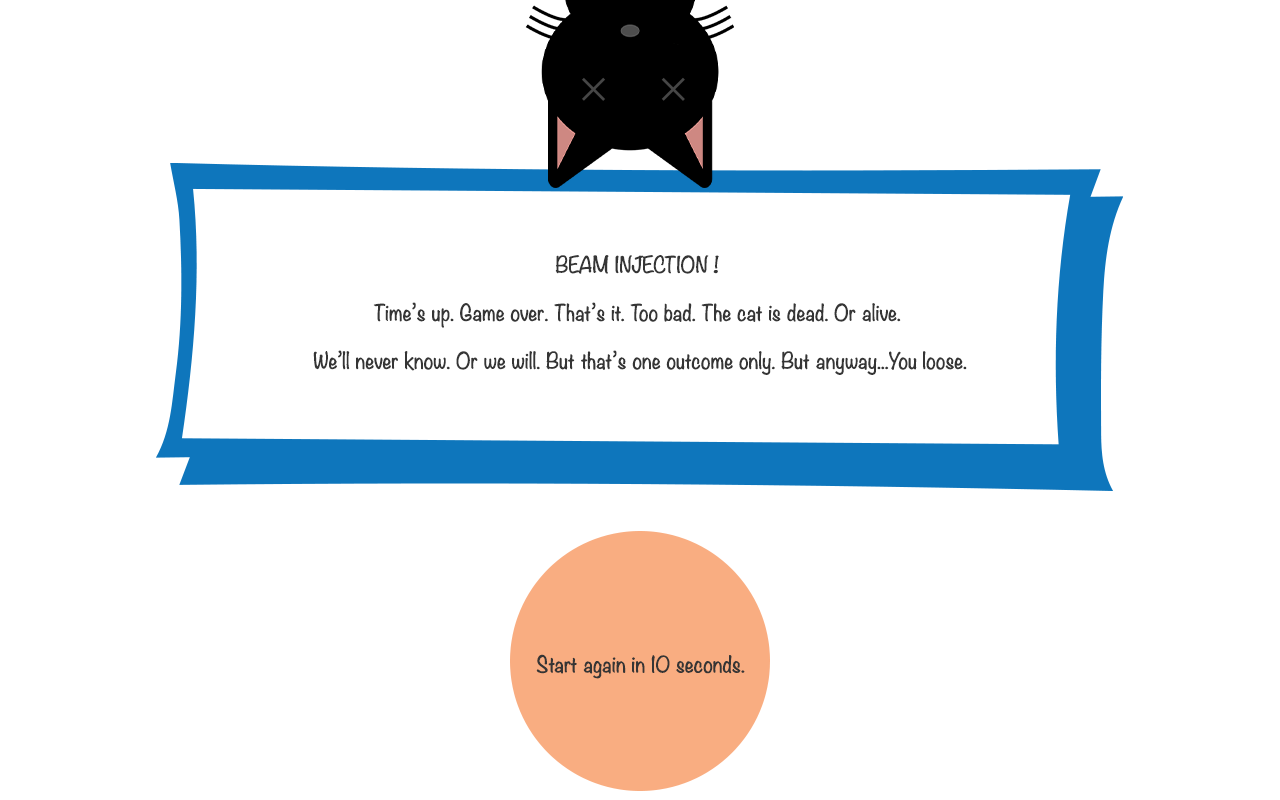 BEAM INJECTION !
Time's up. Game over. That's it. Too bad. The cat is dead. Or alive.
We'll never know. Or we will. But that's one outcome only. But anyway...You loose.
Start again in 10 seconds.